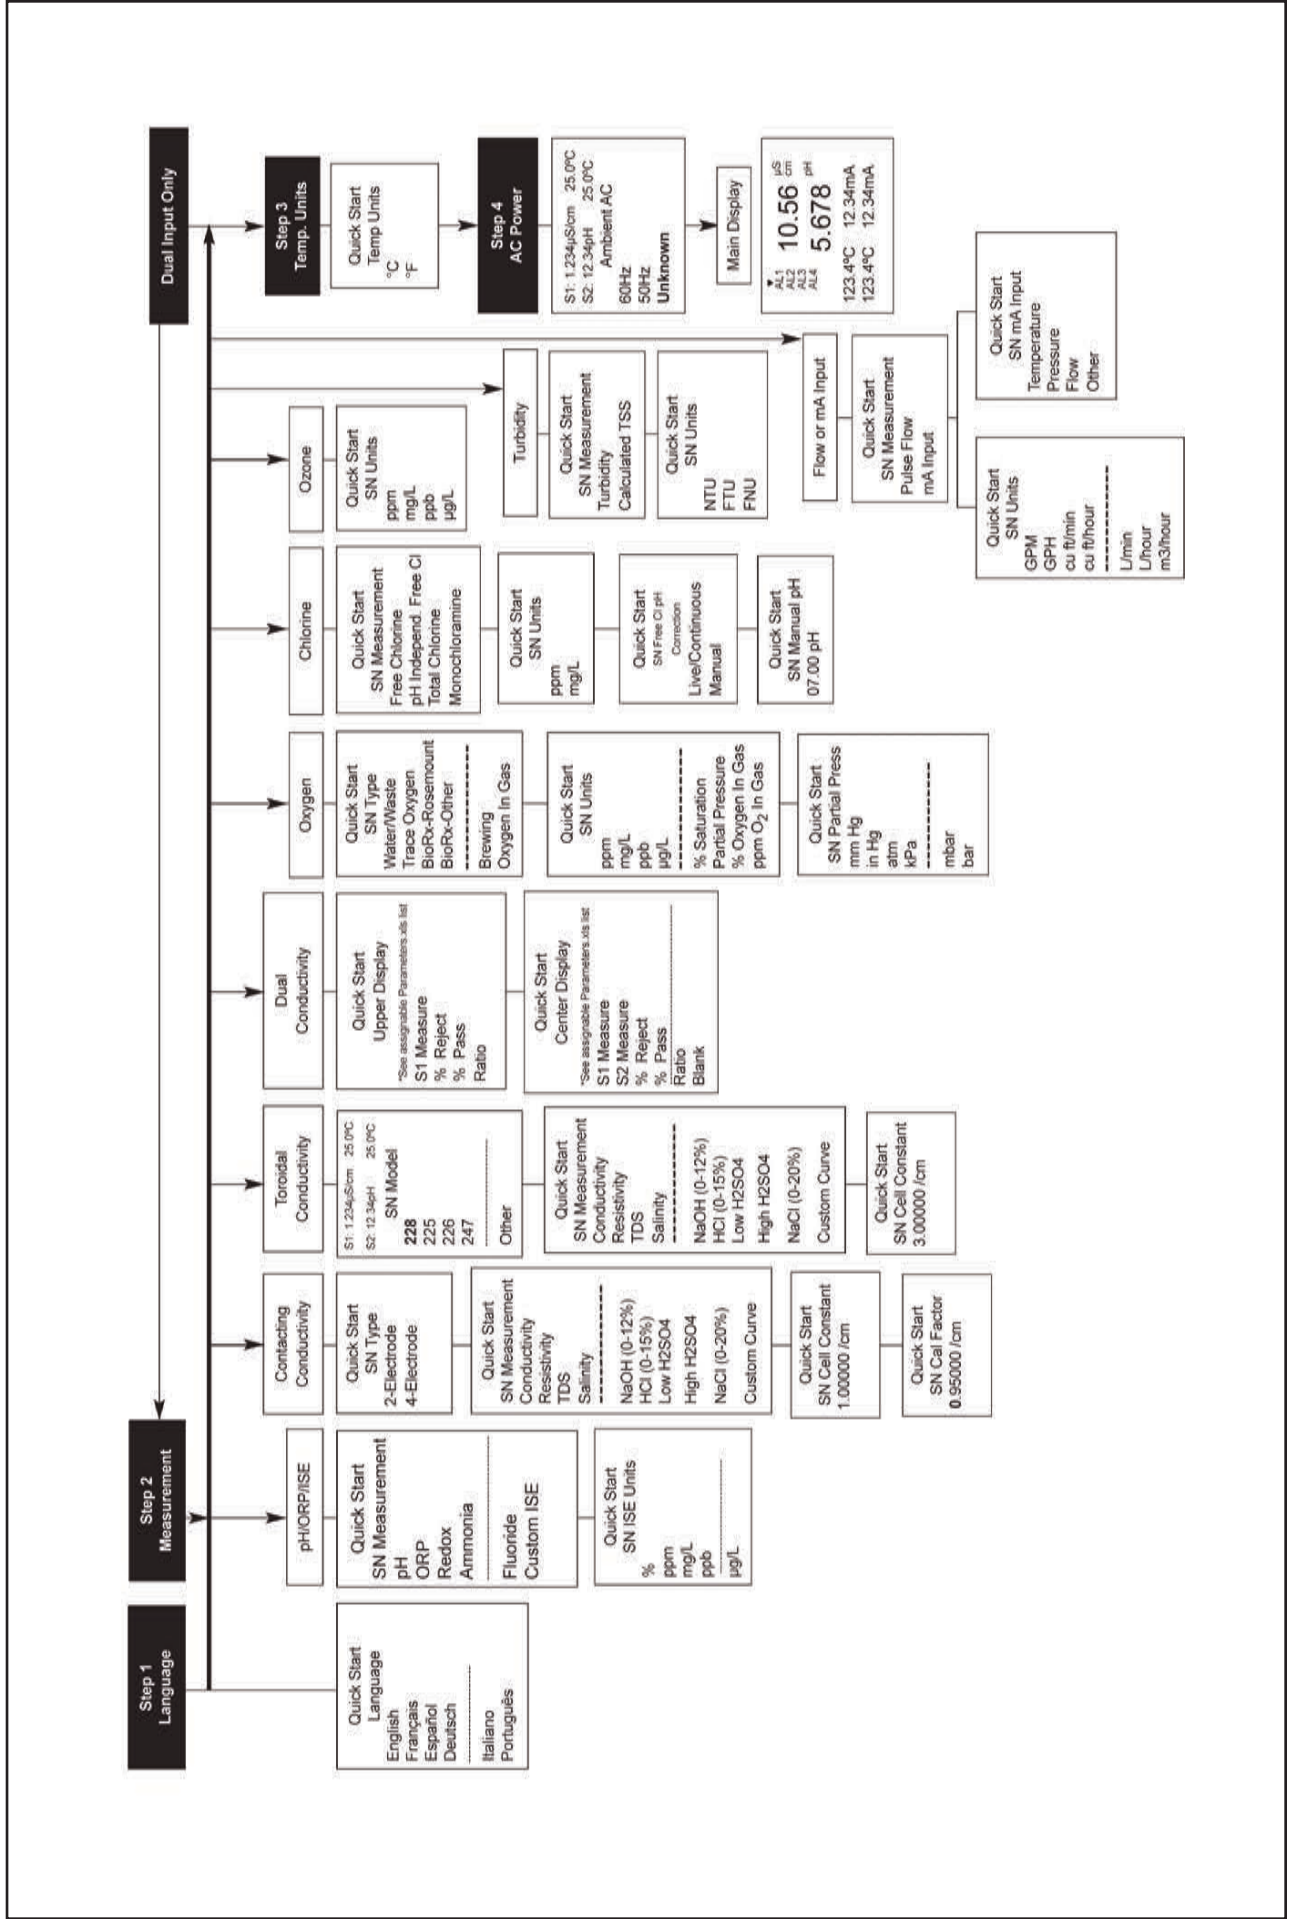 Step 1
Language
Quick Start
Language
English
Français
Español
Deutsch
Italiano
Português
Step 2
Measurement
pH/ORP/ISE
Quick Start
SN Measurement
pH
ORP
Redox
Ammonia
Fluoride
Custom ISE
Quick Start
SN ISE Units
%
ppm
mg/L
ppb
µg/L
Contacting
Conductivity
Quick Start
SN Type
2-Electrode
4-Electrode
Quick Start
SN Measurement
Conductivity
Resistivity
TDS
Salinity
NaOH (0-12%)
HCl (0-15%)
Low H2SO4
High H2SO4
NaCl (0-20%)
Custom Curve
Quick Start
SN Cell Constant
1.00000 /cm
Quick Start
SN Cal Factor
0.95000 /cm
Toroidal
Conductivity
S1: 1.234µS/cm 25.0ºC
S2: 12.34pH 25.0ºC
SN Model
228
225
226
247
Other
Quick Start
SN Measurement
Conductivity
Resistivity
TDS
Salinity
NaOH (0-12%)
HCl (0-15%)
Low H2SO4
High H2SO4
NaCl (0-20%)
Custom Curve
Quick Start
SN Cell Constant
3.00000 /cm
Dual
Conductivity
Quick Start
Upper Display
*See assignable Parameters.xls list
S1 Measure
% Reject
% Pass
Ratio
Quick Start
Center Display
*See assignable Parameters.xls list
S1 Measure
S2 Measure
% Reject
% Pass
Ratio
Blank
Oxygen
Quick Start
SN Type
Water/Waste
Trace Oxygen
BioRx-Rosemount
BioRx-Other
Brewing
Oxygen In Gas
Quick Start
SN Units
ppm
mg/L
ppb
µg/L
% Saturation
Partial Pressure
% Oxygen In Gas
ppm O2 In Gas
Quick Start
SN Partial Press
mm Hg
in Hg
atm
kPa
mbar
bar
Chlorine
Quick Start
SN Measurement
Free Chlorine
pH Independ. Free Cl
Total Chlorine
Monochloramine
Quick Start
SN Units
ppm
mg/L
Quick Start
SN Free Cl pH
Correction
Live/Continuous
Manual
Quick Start
SN Manual pH
07.00 pH
Ozone
Quick Start
SN Units
ppm
mg/L
ppb
µg/L
Turbidity
Quick Start
SN Measurement
Turbidity
Calculated TSS
Quick Start
SN Units
NTU
FTU
FNU
Flow or mA Input
Quick Start
SN Measurement
Pulse Flow
mA Input
Quick Start
SN Units
GPM
GPH
cu ft/min
cu ft/hour
L/min
L/hour
m3/hour
Quick Start
SN mA Input
Temperature
Pressure
Flow
Other
Dual Input Only
Step 3
Temp. Units
Quick Start
Temp Units
°C
°F
Step 4
AC Power
S1: 1.234µS/cm 25.0ºC
S2: 12.34pH 25.0ºC
Ambient AC
60Hz
50Hz
Unknown
Main Display
AL1
AL2
AL3
AL4
10.56 µS
cm
5.678 pH
123.4ºC 12.34mA
123.4ºC 12.34mA